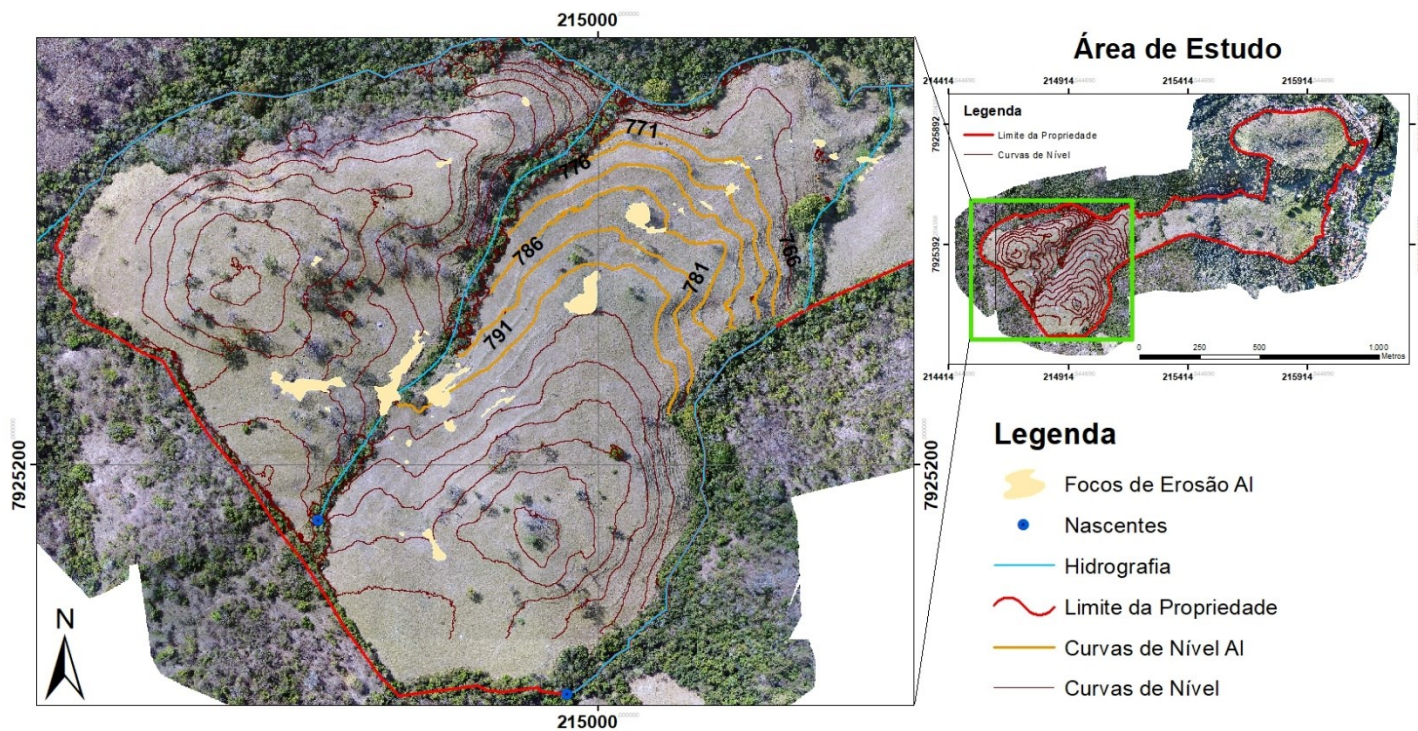 215000
771
776
786
791
781
766
7925200
7925200
N
215000
Área de Estudo
214414
214914
215414
215914
Legenda
Limite da Propriedade
Curvas de Nível
7925892
7925392
0 250 500 1.000
Metros
214414
214914
215414
215914
Legenda
Focos de Erosão AI
Nascentes
Hidrografia
Limite da Propriedade
Curvas de Nível AI
Curvas de Nível